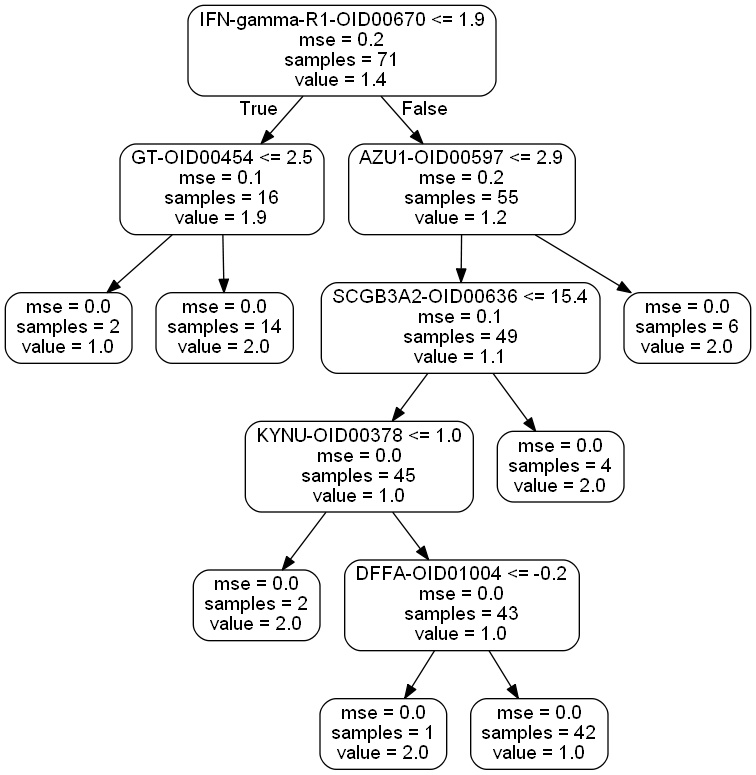 IFN-gamma-R1-OID00670 <= 1.9
mse = 0.2
samples = 71
value = 1.4
True
False
GT-OID00454 <= 2.5
mse = 0.1
samples = 16
value = 1.9
AZU1-OID00597 <= 2.9
mse = 0.2
samples = 55
value = 1.2
mse = 0.0
samples = 2
value = 1.0
mse = 0.0
samples = 14
value = 2.0
SCGB3A2-OID00636 <= 15.4
mse = 0.1
samples = 49
value = 1.1
mse = 0.0
samples = 6
value = 2.0
KYNU-OID00378 <= 1.0
mse = 0.0
samples = 45
value = 1.0
mse = 0.0
samples = 4
value = 2.0
mse = 0.0
samples = 2
value = 2.0
DFFA-OID01004 <= -0.2
mse = 0.0
samples = 43
value = 1.0
mse = 0.0
samples = 1
value = 2.0
mse = 0.0
samples = 42
value = 1.0